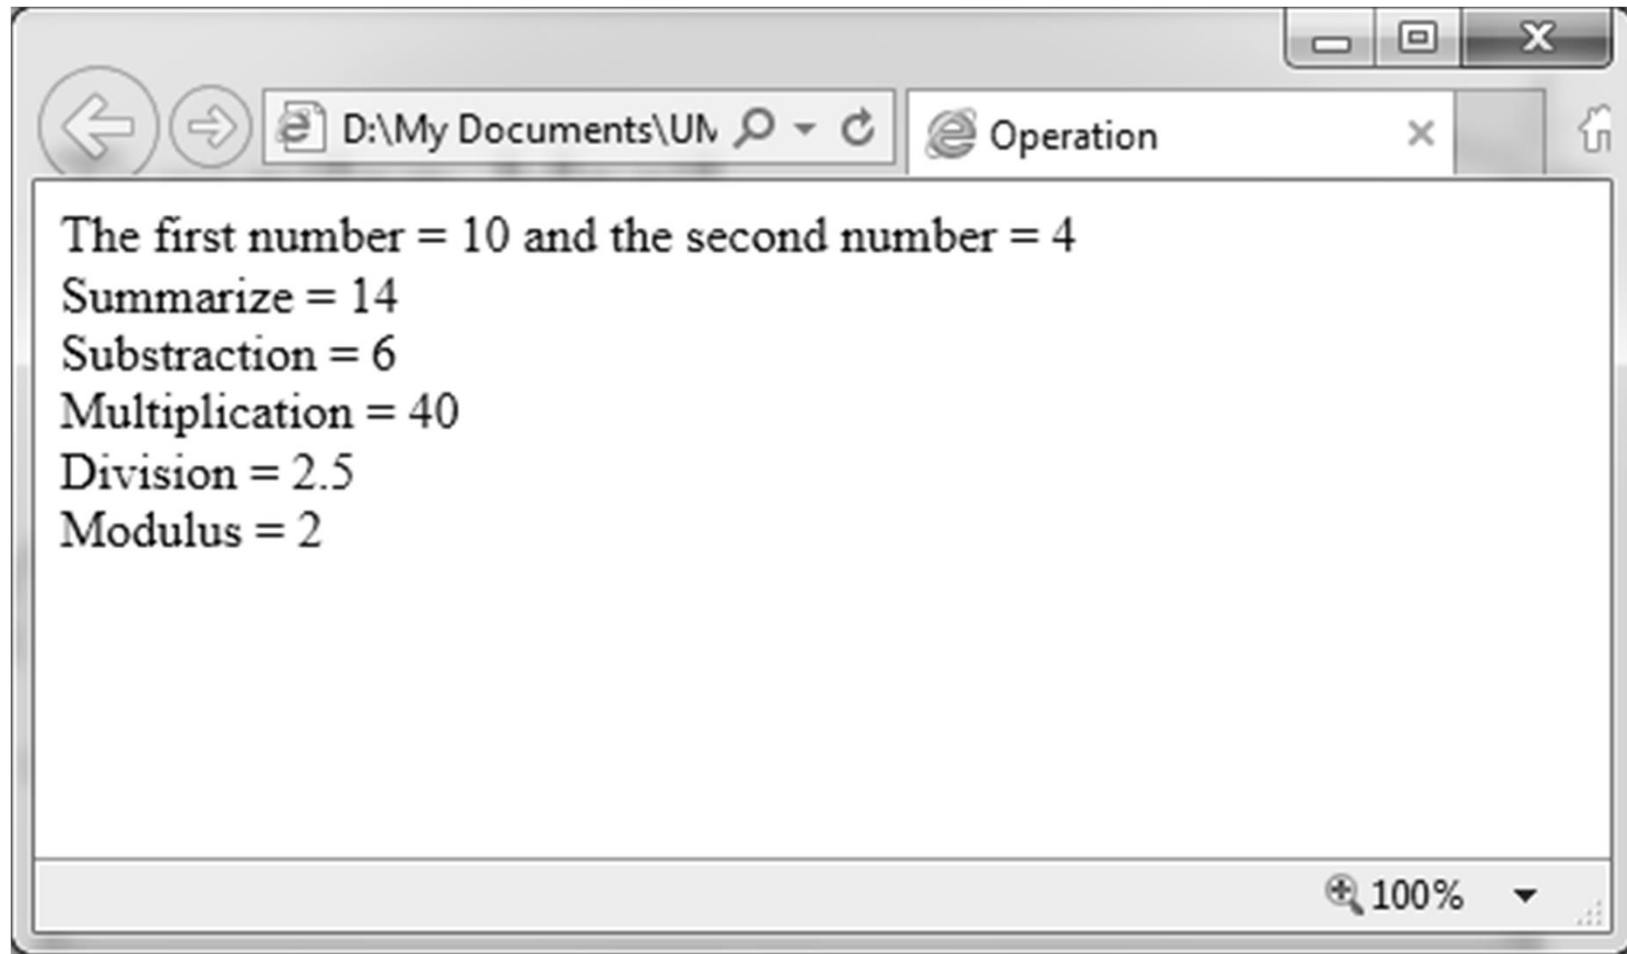 D:\My Documents\UM
Operation
The first number = 10 and the second number = 4
Summarize = 14
Substraction = 6
Multiplication = 40
Division = 2.5
Modulus = 2
100%